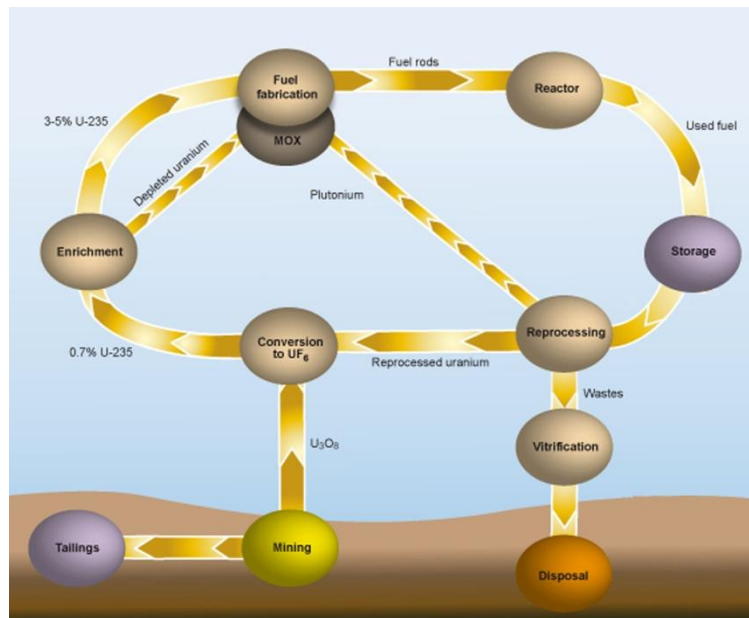 Fuel rods
Fuel
fabrication
Reactor
3-5% U-235
Used fuel
MOX
Depleted uranium
Plutonium
Enrichment
Storage
Reprocessing
Conversion
to UF₆
0.7% U-235
Reprocessed uranium
Wastes
U₃O₈
Vitrification
Tailings
Mining
Disposal